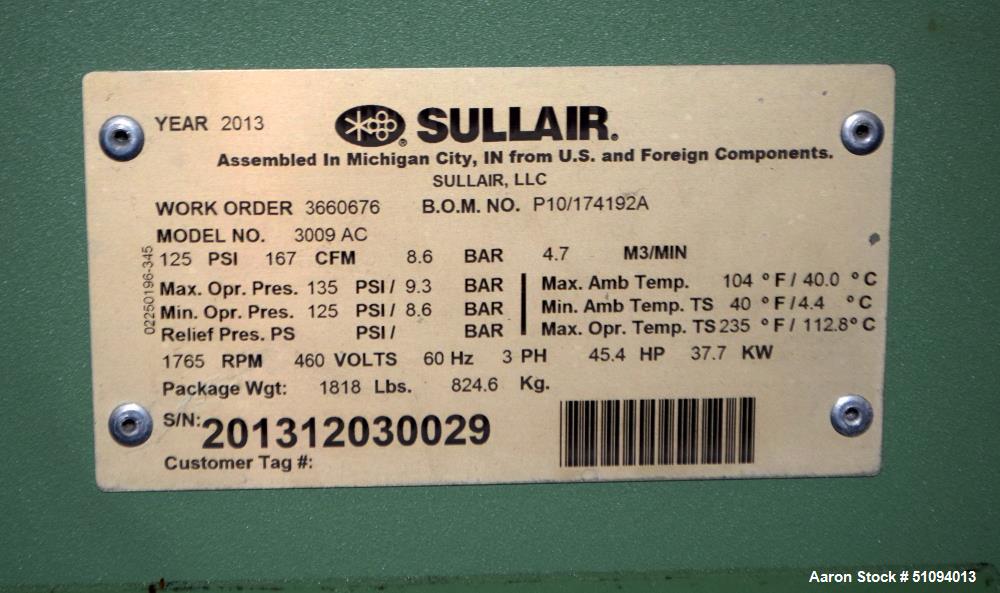 YEAR 2013
SULLAIR.
Assembled In Michigan City, IN from U.S. and Foreign Components.
SULLAIR, LLC
WORK ORDER 3660676 B.O.M. NO. P10/174192A
MODEL NO. 3009 AC
125 PSI 167 CFM 8.6 BAR 4.7 M3/MIN
Max. Opr. Pres. 135 PSI/ 9.3 BAR
Min. Opr. Pres. 125 PSI/ 8.6 BAR
Relief Pres. PS PSI/ BAR
Max. Amb Temp. 104 °F/ 40.0 °C
Min. Amb Temp. TS 40 °F/4.4 °C
Max. Opr. Temp. TS 235 °F/ 112.8°C
1765 RPM 460 VOLTS 60 Hz 3 PH 45.4 HP 37.7 KW
Package Wgt: 1818 Lbs. 824.6 Kg.
S/N: 201312030029
Customer Tag #:
02250196-345
Aaron Stock # 51094013